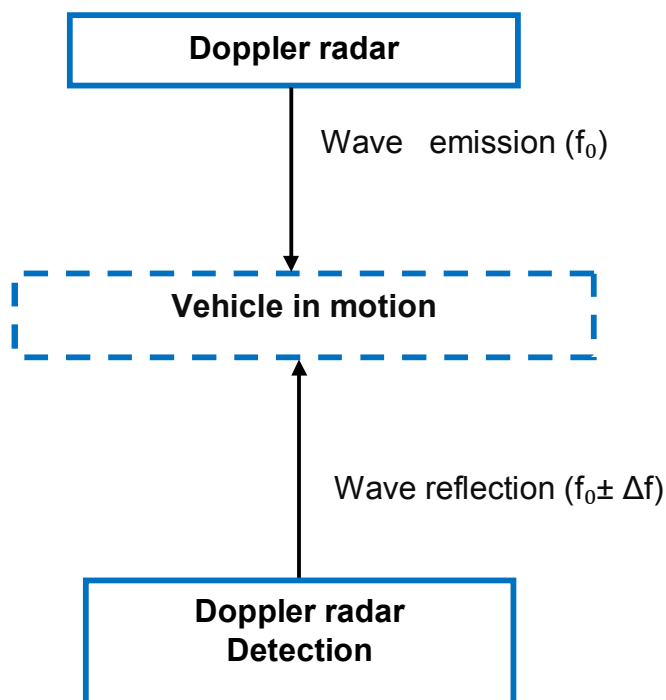 Doppler radar
Wave emission (f₀)
Vehicle in motion
Wave reflection (f₀± Δf)
Doppler radar
Detection